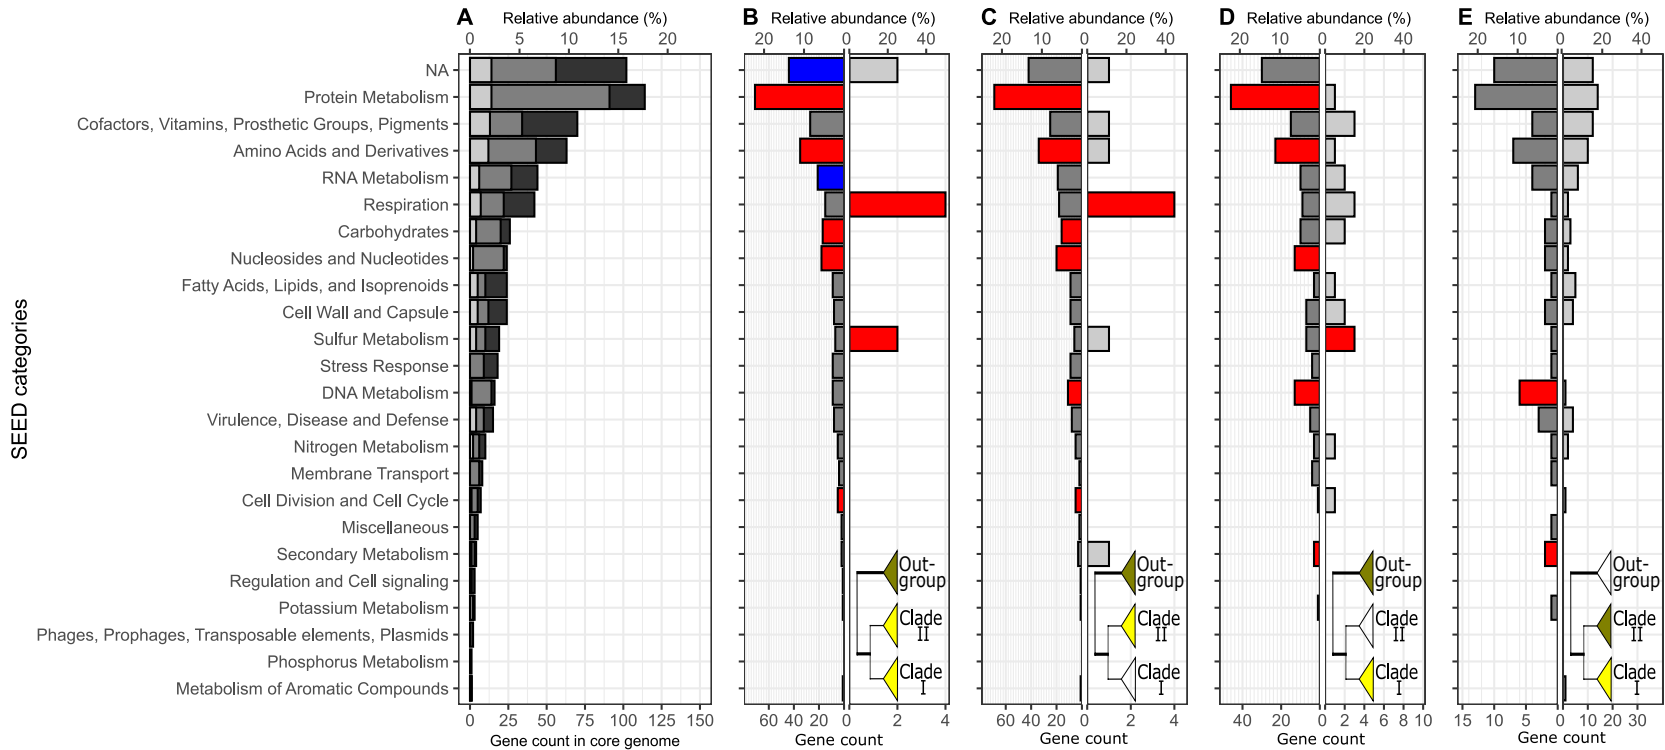 A Relative abundance (%)
B Relative abundance (%)
C Relative abundance (%)
D Relative abundance (%)
E Relative abundance (%)
0 5 10 15 20
20 10 0 20 40
20 10 0 20 40
20 10 0 20 40
20 10 0 20 40
SEED categories
NA
Protein Metabolism
Cofactors, Vitamins, Prosthetic Groups, Pigments
Amino Acids and Derivatives
RNA Metabolism
Respiration
Carbohydrates
Nucleosides and Nucleotides
Fatty Acids, Lipids, and Isoprenoids
Cell Wall and Capsule
Sulfur Metabolism
Stress Response
DNA Metabolism
Virulence, Disease and Defense
Nitrogen Metabolism
Membrane Transport
Cell Division and Cell Cycle
Miscellaneous
Secondary Metabolism
Regulation and Cell signaling
Potassium Metabolism
Phages, Prophages, Transposable elements, Plasmids
Phosphorus Metabolism
Metabolism of Aromatic Compounds
Out-
group
Clade
II
Clade
I
Out-
group
Clade
II
Clade
I
Out-
group
Clade
II
Clade
I
Out-
group
Clade
II
Clade
I
0 25 50 75 100 125 150
60 40 20 0 2 4
60 40 20 0 2 4
40 20 0 2 4 6 8 10
15 10 5 0 10 20 30
Gene count in core genome
Gene count
Gene count
Gene count
Gene count